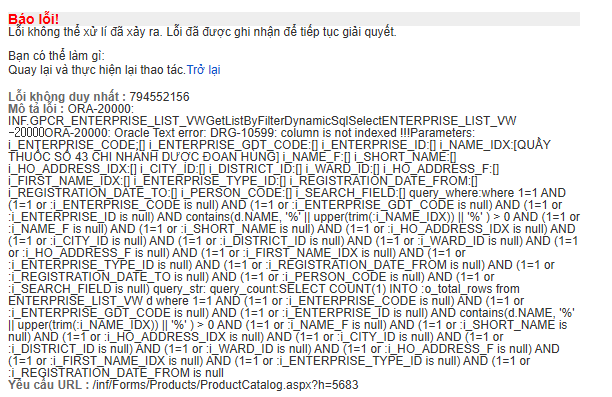 Báo lỗi!
Lỗi không thể xử lí đã xảy ra. Lỗi đã được ghi nhận để tiếp tục giải quyết.
Bạn có thể làm gì:
Quay lại và thực hiện lại thao tác.Trở lại
Lỗi không duy nhất : 794552156
Mô tả lỗi : ORA-20000:
INF.GPCR_ENTERPRISE_LIST_VWGetListByFilterDynamicSqlSelectENTERPRISE_LIST_VW
-20000ORA-20000: Oracle Text error: DRG-10599: column is not indexed !!!Parameters:
i_ENTERPRISE_CODE:[] i_ENTERPRISE_GDT_CODE:[] i_ENTERPRISE_ID:[] i_NAME_IDX:[QUẦY
THUỐC SỐ 43 CHI NHÁNH DƯỢC ĐOAN HÙNG] i_NAME_F:[] i_SHORT_NAME:[]
i_HO_ADDRESS_IDX:[] i_CITY_ID:[] i_DISTRICT_ID:[] i_WARD_ID:[] i_HO_ADDRESS_F:[]
i_FIRST_NAME_IDX:[] i_ENTERPRISE_TYPE_ID:[] i_REGISTRATION_DATE_FROM:[]
i_REGISTRATION_DATE_TO:[] i_PERSON_CODE:[] i_SEARCH_FIELD:[] query_where:where 1=1 AND
(1=1 or :i_ENTERPRISE_CODE is null) AND (1=1 or :i_ENTERPRISE_GDT_CODE is null) AND (1=1 or
:i_ENTERPRISE_ID is null) AND contains(d.NAME, '%' || upper(trim(:i_NAME_IDX)) || '%' ) > 0 AND (1=1 or
:i_NAME_F is null) AND (1=1 or :i_SHORT_NAME is null) AND (1=1 or :i_HO_ADDRESS_IDX is null) AND
(1=1 or :i_CITY_ID is null) AND (1=1 or :i_DISTRICT_ID is null) AND (1=1 or :i_WARD_ID is null) AND (1=1
or :i_HO_ADDRESS_F is null) AND (1=1 or :i_FIRST_NAME_IDX is null) AND (1=1 or
:i_ENTERPRISE_TYPE_ID is null) AND (1=1 or :i_REGISTRATION_DATE_FROM is null) AND (1=1 or
:i_REGISTRATION_DATE_TO is null) AND (1=1 or :i_PERSON_CODE is null) AND (1=1 or
:i_SEARCH_FIELD is null) query_str: query_count:SELECT COUNT(1) INTO :o_total_rows from
ENTERPRISE_LIST_VW d where 1=1 AND (1=1 or :i_ENTERPRISE_CODE is null) AND (1=1 or
:i_ENTERPRISE_GDT_CODE is null) AND (1=1 or :i_ENTERPRISE_ID is null) AND contains(d.NAME, '%'
|| upper(trim(:i_NAME_IDX)) || '%' ) > 0 AND (1=1 or :i_NAME_F is null) AND (1=1 or :i_SHORT_NAME is
null) AND (1=1 or :i_HO_ADDRESS_IDX is null) AND (1=1 or :i_CITY_ID is null) AND (1=1 or
:i_DISTRICT_ID is null) AND (1=1 or :i_WARD_ID is null) AND (1=1 or :i_HO_ADDRESS_F is null) AND
(1=1 or :i_FIRST_NAME_IDX is null) AND (1=1 or :i_ENTERPRISE_TYPE_ID is null) AND (1=1 or
:i_REGISTRATION_DATE_FROM is null
Yêu cầu URL : /inf/Forms/Products/ProductCatalog.aspx?h=5683